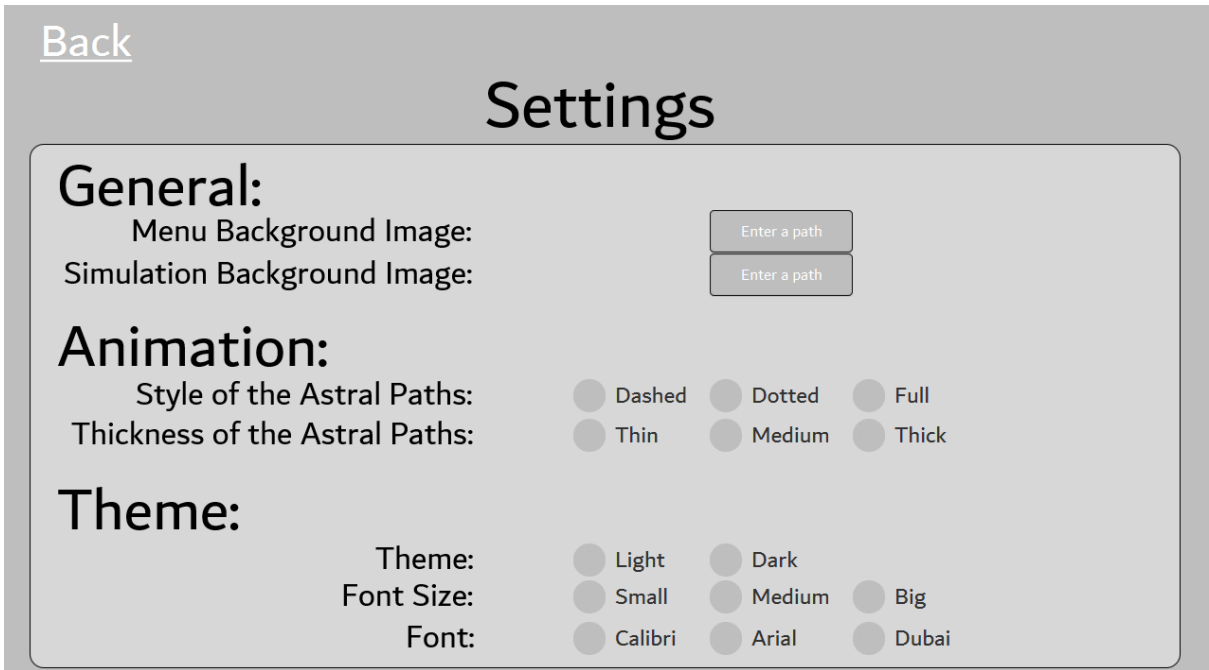 Back
Settings
General:
Menu Background Image: Enter a path
Simulation Background Image: Enter a path
Animation:
Style of the Astral Paths: Dashed Dotted Full
Thickness of the Astral Paths: Thin Medium Thick
Theme:
Theme: Light Dark
Font Size: Small Medium Big
Font: Calibri Arial Dubai